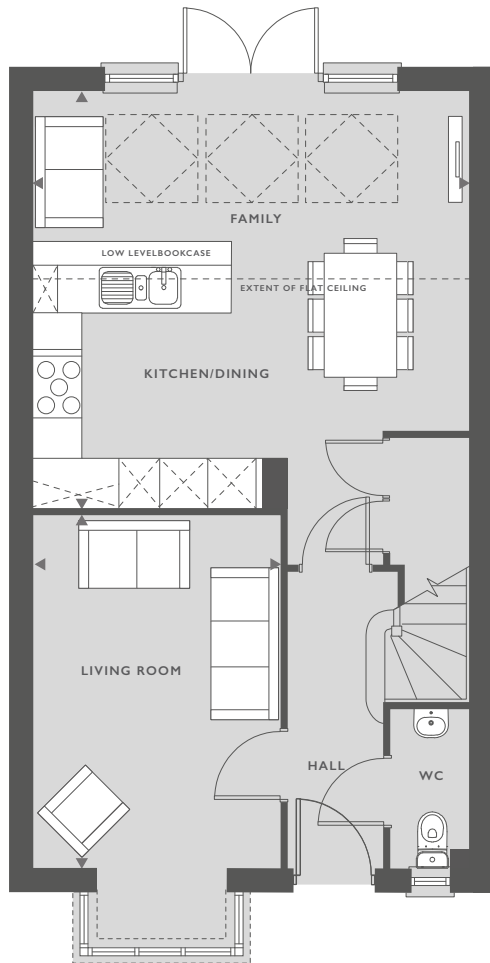 FAMILY
LOW LEVELBOOKCASE
EXTENT OF FLAT CEILING
KITCHEN/DINING
LIVING ROOM
HALL
WC